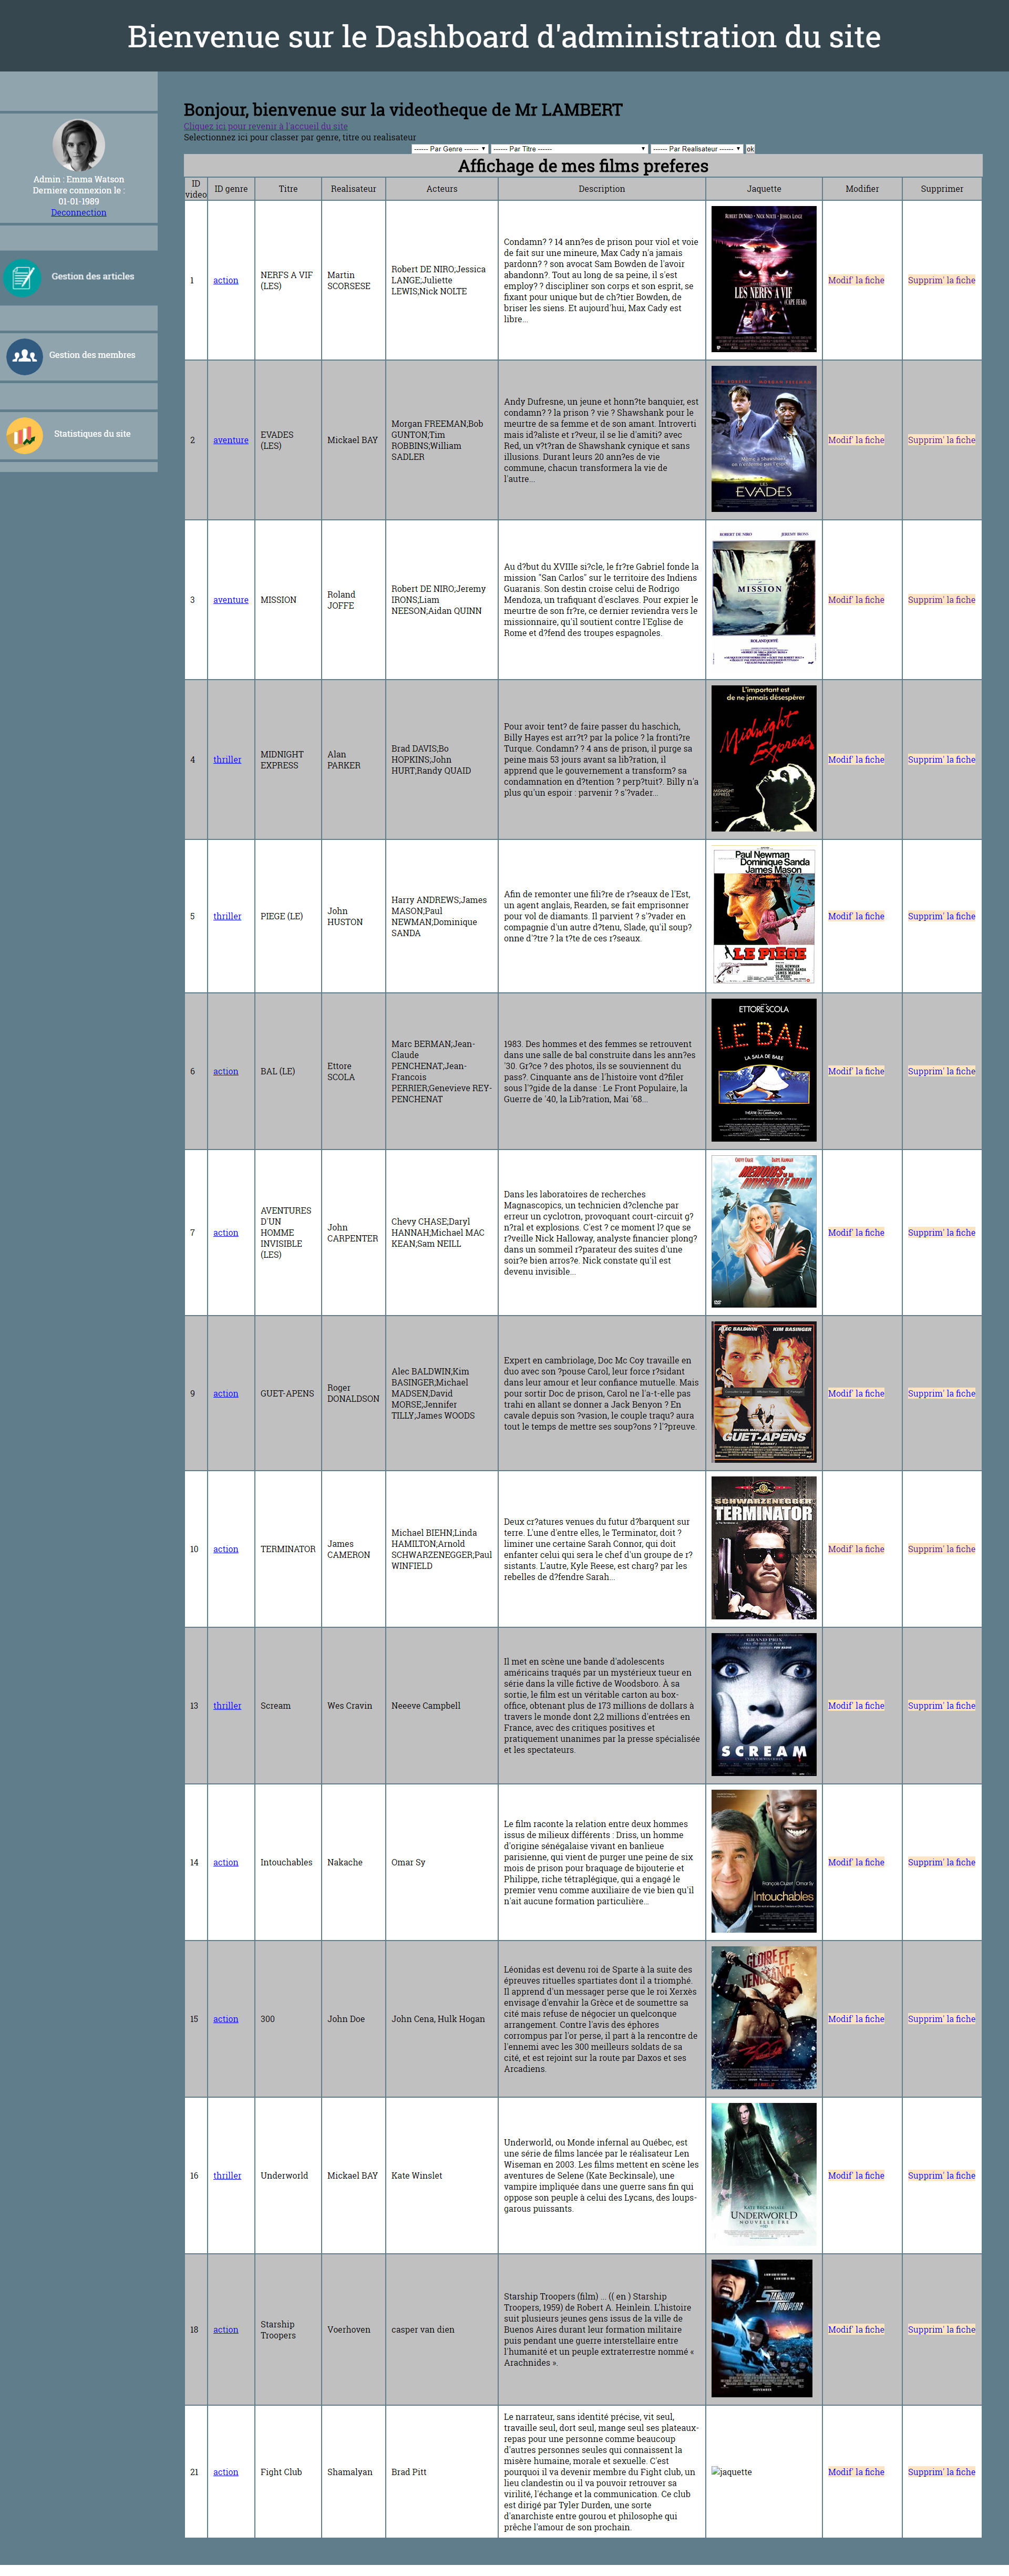 Bienvenue sur le Dashboard d'administration du site
Admin : Emma Watson
Derniere connexion le :
01-01-1989
Deconnection
Gestion des articles
Gestion des membres
Statistiques du site
Bonjour, bienvenue sur la videotheque de Mr LAMBERT
Cliquez ici pour revenir à l'accueil du site
Selectionnez ici pour classer par genre, titre ou realisateur
------ Par Genre ------ ------ Par Titre ------ ------ Par Realisateur ------ ok
Affichage de mes films preferes
ID video
ID genre
Titre
Realisateur
Acteurs
Description
Jaquette
Modifier
Supprimer
1
action
NERFS A VIF
(LES)
Martin
SCORSESE
Robert DE NIRO;Jessica
LANGE;Juliette
LEWIS;Nick NOLTE
Condamn? ? 14 ann?es de prison pour viol et voie
de fait sur une mineure, Max Cady n'a jamais
pardonn? ? son avocat Sam Bowden de l'avoir
abandonn?. Tout au long de sa peine, il s'est
employ? ? discipliner son corps et son esprit, se
fixant pour unique but de ch?tier Bowden, de
briser les siens. Et aujourd'hui, Max Cady est
libre...
ROBERT DE NIRO · NICK NOLTE · JESSICA LANGE
LES NERFS A VIF
(CAPE FEAR)
Modif' la fiche
Supprim' la fiche
2
aventure
EVADES
(LES)
Mickael BAY
Morgan FREEMAN;Bob
GUNTON;Tim
ROBBINS;William
SADLER
Andy Dufresne, un jeune et honn?te banquier, est
condamn? ? la prison ? vie ? Shawshank pour le
meurtre de sa femme et de son amant. Introverti
mais id?aliste et r?veur, il se lie d'amiti? avec
Red, un v?t?ran de Shawshank cynique et sans
illusions. Durant leurs 20 ann?es de vie
commune, chacun transformera la vie de
l'autre...
TIM ROBBINS MORGAN FREEMAN
LES
EVADES
Modif' la fiche
Supprim' la fiche
3
aventure
MISSION
Roland
JOFFE
Robert DE NIRO;Jeremy
IRONS;Liam
NEESON;Aidan QUINN
Au d?but du XVIIIe si?cle, le fr?re Gabriel fonde la
mission "San Carlos" sur le territoire des Indiens
Guaranis. Son destin croise celui de Rodrigo
Mendoza, un trafiquant d'esclaves. Pour expier le
meurtre de son fr?re, ce dernier reviendra vers le
missionnaire, qu'il soutient contre l'Eglise de
Rome et d?fend des troupes espagnoles.
ROBERT DE NIRO JEREMY IRONS
MISSION
ROLAND JOFFÉ
Modif' la fiche
Supprim' la fiche
4
thriller
MIDNIGHT
EXPRESS
Alan
PARKER
Brad DAVIS;Bo
HOPKINS;John
HURT;Randy QUAID
Pour avoir tent? de faire passer du haschich,
Billy Hayes est arr?t? par la police ? la fronti?re
Turque. Condamn? ? 4 ans de prison, il purge sa
peine mais 53 jours avant sa lib?ration, il
apprend que le gouvernement a transform? sa
condamnation en d?tention ? perp?tuit?. Billy n'a
plus qu'un espoir : parvenir ? s'?vader...
L'important est
de ne jamais désespérer
Midnight
Express
MIDNIGHT
EXPRESS
Modif' la fiche
Supprim' la fiche
5
thriller
PIEGE (LE)
John
HUSTON
Harry ANDREWS;James
MASON;Paul
NEWMAN;Dominique
SANDA
Afin de remonter une fili?re de r?seaux de l'Est,
un agent anglais, Rearden, se fait emprisonner
pour vol de diamants. Il parvient ? s'?vader en
compagnie d'un autre d?tenu, Slade, qu'il soup?
onne d'?tre ? la t?te de ces r?seaux.
Paul Newman
Dominique Sanda
James Mason
LE PIEGE
Modif' la fiche
Supprim' la fiche
6
action
BAL (LE)
Ettore
SCOLA
Marc BERMAN;Jean-
Claude
PENCHENAT;Jean-
Francois
PERRIER;Genevieve REY-
PENCHENAT
1983. Des hommes et des femmes se retrouvent
dans une salle de bal construite dans les ann?es
'30. Gr?ce ? des photos, ils se souviennent du
pass?. Cinquante ans de l'histoire vont d?filer
sous l'?gide de la danse : Le Front Populaire, la
Guerre de '40, la Lib?ration, Mai '68...
ETTORE SCOLA
LE BAL
LA SALA DE BAILE
Modif' la fiche
Supprim' la fiche
7
action
AVENTURES
D'UN
HOMME
INVISIBLE
(LES)
John
CARPENTER
Chevy CHASE;Daryl
HANNAH;Michael MAC
KEAN;Sam NEILL
Dans les laboratoires de recherches
Magnascopics, un technicien d?clenche par
erreur un cyclotron, provoquant court-circuit g?
n?ral et explosions. C'est ? ce moment l? que se
r?veille Nick Halloway, analyste financier plong?
dans un sommeil r?parateur des suites d'une
soir?e bien arros?e. Nick constate qu'il est
devenu invisible...
CHEVY CHASE DARYL HANNAH
MEMOIRS OF AN
INVISIBLE MAN
Modif' la fiche
Supprim' la fiche
9
action
GUET-APENS
Roger
DONALDSON
Alec BALDWIN;Kim
BASINGER;Michael
MADSEN;David
MORSE;Jennifer
TILLY;James WOODS
Expert en cambriolage, Doc Mc Coy travaille en
duo avec son ?pouse Carol, leur force r?sidant
dans leur amour et leur confiance mutuelle. Mais
pour sortir Doc de prison, Carol ne l'a-t-elle pas
trahi en allant se donner a Jack Benyon ? En
cavale depuis son ?vasion, le couple traqu? aura
tout le temps de mettre ses soup?ons ? l'?preuve.
ALEC BALDWIN KIM BASINGER
GUET-APENS
(THE GETAWAY)
Modif' la fiche
Supprim' la fiche
10
action
TERMINATOR
James
CAMERON
Michael BIEHN;Linda
HAMILTON;Arnold
SCHWARZENEGGER;Paul
WINFIELD
Deux cr?atures venues du futur d?barquent sur
terre. L'une d'entre elles, le Terminator, doit ?
liminer une certaine Sarah Connor, qui doit
enfanter celui qui sera le chef d'un groupe de r?
sistants. L'autre, Kyle Reese, est charg? par les
rebelles de d?fendre Sarah...
SCHWARZENEGGER
TERMINATOR
Modif' la fiche
Supprim' la fiche
13
thriller
Scream
Wes Cravin
Neeeve Campbell
Il met en scène une bande d'adolescents
américains traqués par un mystérieux tueur en
série dans la ville fictive de Woodsboro. À sa
sortie, le film est un véritable carton au box-
office, obtenant plus de 173 millions de dollars à
travers le monde dont 2,2 millions d'entrées en
France, avec des critiques positives et
pratiquement unanimes par la presse spécialisée
et les spectateurs.
GRAND PRIX
SCREAM
Modif' la fiche
Supprim' la fiche
14
action
Intouchables
Nakache
Omar Sy
Le film raconte la relation entre deux hommes
issus de milieux différents : Driss, un homme
d'origine sénégalaise vivant en banlieue
parisienne, qui vient de purger une peine de six
mois de prison pour braquage de bijouterie et
Philippe, riche tétraplégique, qui a engagé le
premier venu comme auxiliaire de vie bien qu'il
n'ait aucune formation particulière...
François Cluzet Omar Sy
Intouchables
Modif' la fiche
Supprim' la fiche
15
action
300
John Doe
John Cena, Hulk Hogan
Léonidas est devenu roi de Sparte à la suite des
épreuves rituelles spartiates dont il a triomphé.
Il apprend d'un messager perse que le roi Xerxès
envisage d'envahir la Grèce et de soumettre sa
cité mais refuse de négocier un quelconque
arrangement. Contre l'avis des éphores
corrompus par l'or perse, il part à la rencontre de
l'ennemi avec les 300 meilleurs soldats de sa
cité, et est rejoint sur la route par Daxos et ses
Arcadiens.
GLOIRE ET
VENGEANCE
Modif' la fiche
Supprim' la fiche
16
thriller
Underworld
Mickael BAY
Kate Winslet
Underworld, ou Monde infernal au Québec, est
une série de films lancée par le réalisateur Len
Wiseman en 2003. Les films mettent en scène les
aventures de Selene (Kate Beckinsale), une
vampire impliquée dans une guerre sans fin qui
oppose son peuple à celui des Lycans, des loups-
garous puissants.
KATE BECKINSALE
UNDERWORLD
NOUVELLE ÈRE
Modif' la fiche
Supprim' la fiche
18
action
Starship
Troopers
Voerhoven
casper van dien
Starship Troopers (film) ... (( en ) Starship
Troopers, 1959) de Robert A. Heinlein. L'histoire
suit plusieurs jeunes gens issus de la ville de
Buenos Aires durant leur formation militaire
puis pendant une guerre interstellaire entre
l'humanité et un peuple extraterrestre nommé «
Arachnides ».
STARSHIP
TROOPERS
NOVEMBER
Modif' la fiche
Supprim' la fiche
21
action
Fight Club
Shamalyan
Brad Pitt
Le narrateur, sans identité précise, vit seul,
travaille seul, dort seul, mange seul ses plateaux-
repas pour une personne comme beaucoup
d'autres personnes seules qui connaissent la
misère humaine, morale et sexuelle. C'est
pourquoi il va devenir membre du Fight club, un
lieu clandestin ou il va pouvoir retrouver sa
virilité, l'échange et la communication. Ce club
est dirigé par Tyler Durden, une sorte
d'anarchiste entre gourou et philosophe qui
prêche l'amour de son prochain.
jaquette
Modif' la fiche
Supprim' la fiche